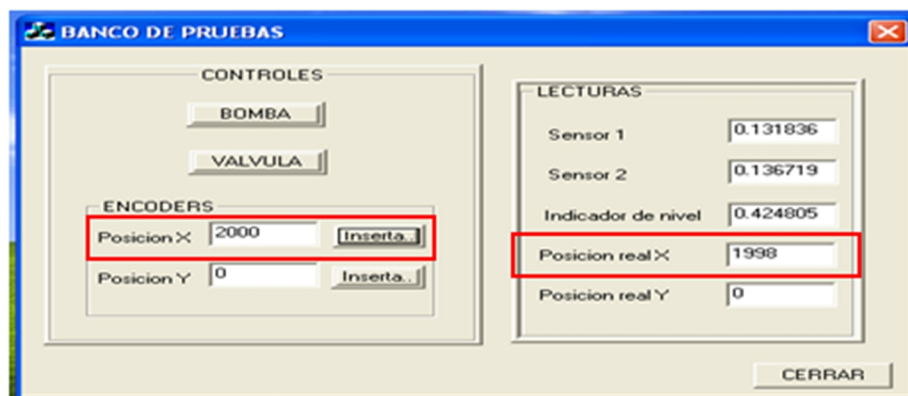 BANCO DE PRUEBAS
CONTROLES
BOMBA
VALVULA
ENCODERS
Posicion X 2000 Inserta..
Posicion Y 0 Inserta..
LECTURAS
Sensor 1 0.131836
Sensor 2 0.136719
Indicador de nivel 0.424805
Posicion real X 1998
Posicion real Y 0
CERRAR